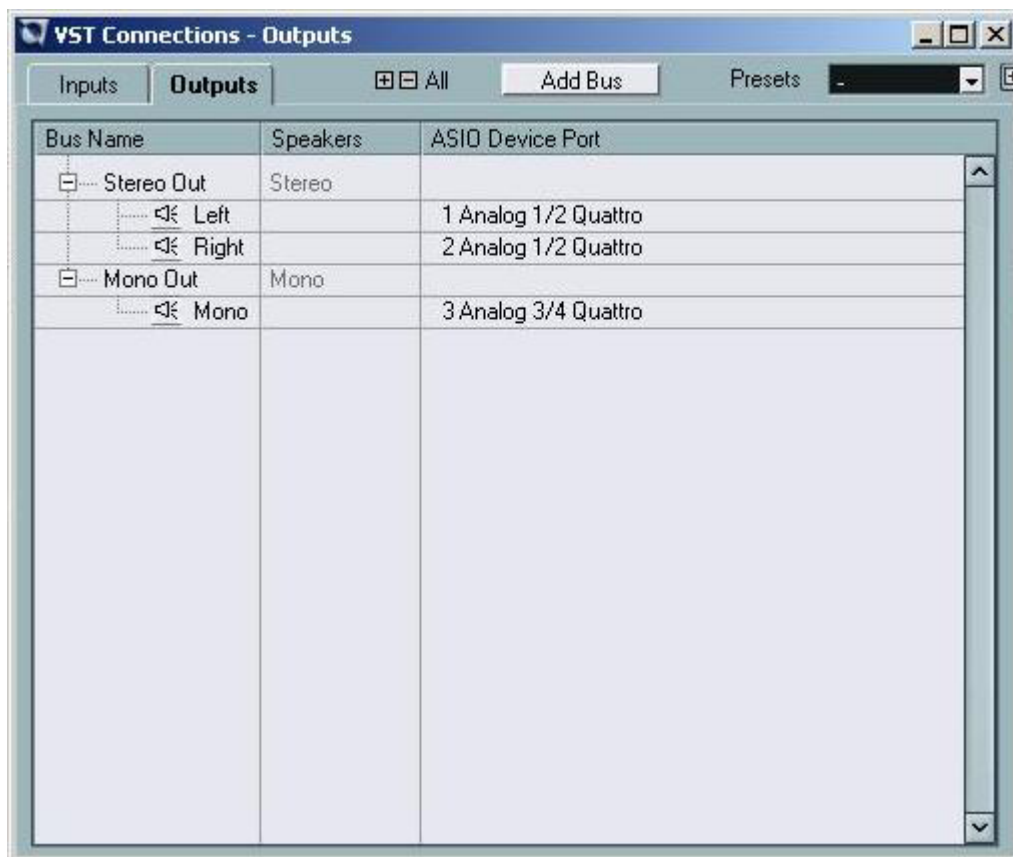 VST Connections - Outputs
Inputs Outputs All Add Bus Presets -
Bus Name Speakers ASIO Device Port
Stereo Out Stereo
Left 1 Analog 1/2 Quattro
Right 2 Analog 1/2 Quattro
Mono Out Mono
Mono 3 Analog 3/4 Quattro